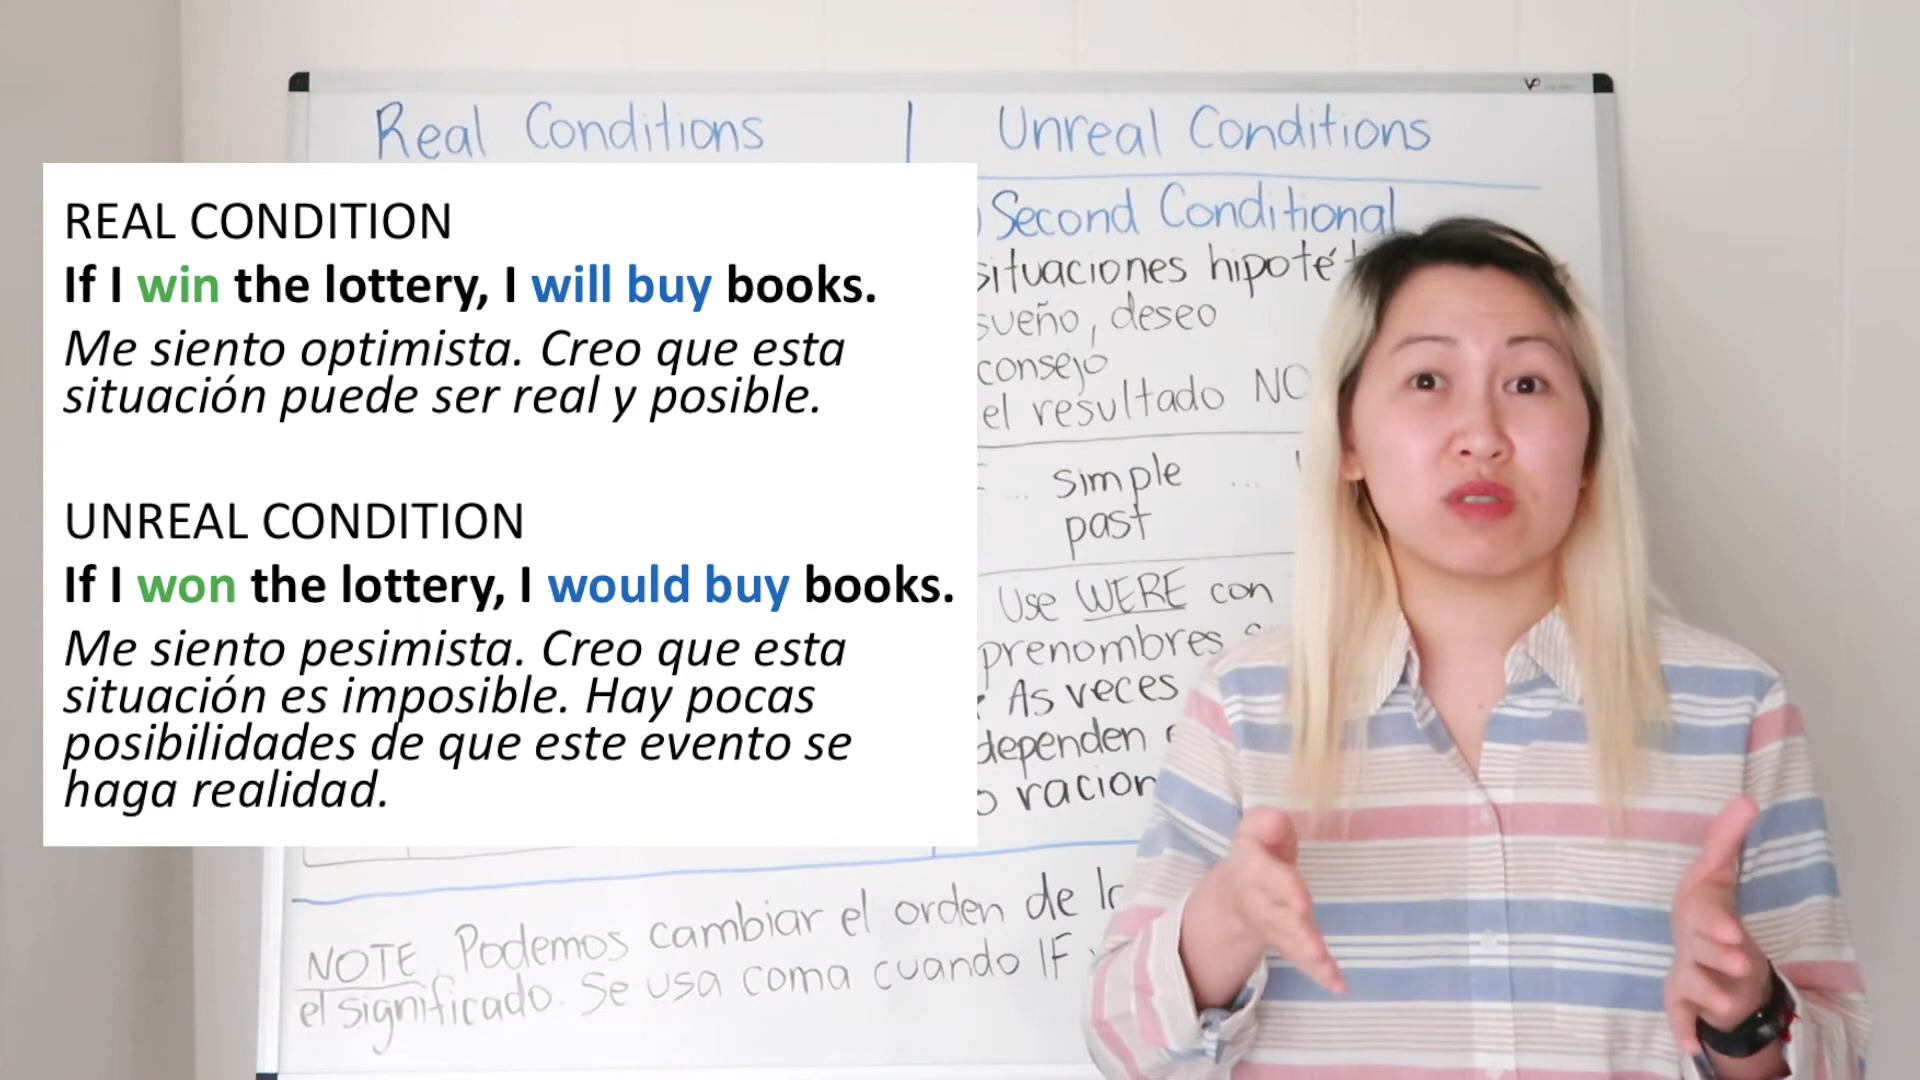 Real Conditions | Unreal Conditions
REAL CONDITION
If I win the lottery, I will buy books.
Me siento optimista. Creo que esta
situación puede ser real y posible.
UNREAL CONDITION
If I won the lottery, I would buy books.
Me siento pesimista. Creo que esta
situación es imposible. Hay pocas
posibilidades de que este evento se
haga realidad.
Second Conditional
situaciones hipotét
sueño, deseo
consejo
el resultado NO
... simple ...
past
Use WERE con
prenombres
As veces
dependen
o racion
NOTE. Podemos cambiar el orden de
el significado. Se usa coma cuando IF